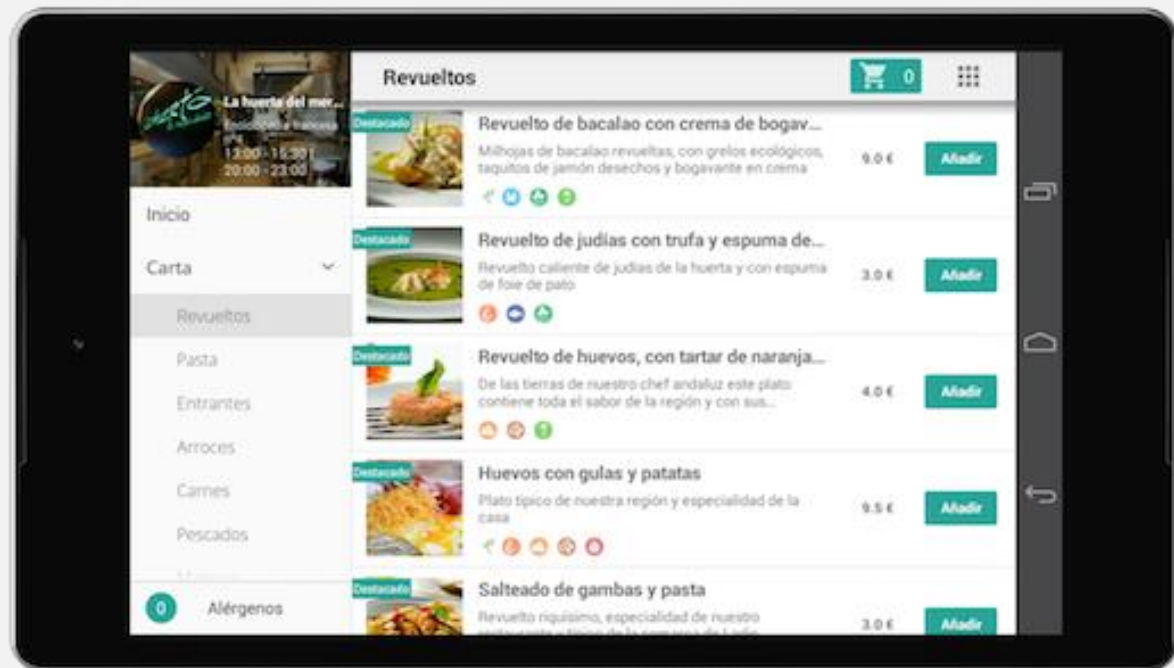 La huerta del mer...
13:00 - 15:30 |
20:00 - 23:00
Inicio
Carta
Revueltos
Pasta
Entrantes
Arroces
Carnes
Pescados
0 Alérgenos
Revueltos
0
Destacado
Revuelto de bacalao con crema de bogav...
Milhojas de bacalao revueltas, con grelos ecológicos,
taquitos de jamón desechos y bogavante en crema
9.0 €
Añadir
Destacado
Revuelto de judias con trufa y espuma de...
Revuelto caliente de judias de la huerta y con espuma
de foie de pato
3.0 €
Añadir
Destacado
Revuelto de huevos, con tartar de naranja...
De las tierras de nuestro chef andaluz este plato
contiene toda el sabor de la región y con sus...
4.0 €
Añadir
Destacado
Huevos con gulas y patatas
Plato tipico de nuestra región y especialidad de la
casa
9.5 €
Añadir
Destacado
Salteado de gambas y pasta
Revuelto riquísimo, especialidad de nuestro
3.0 €
Añadir